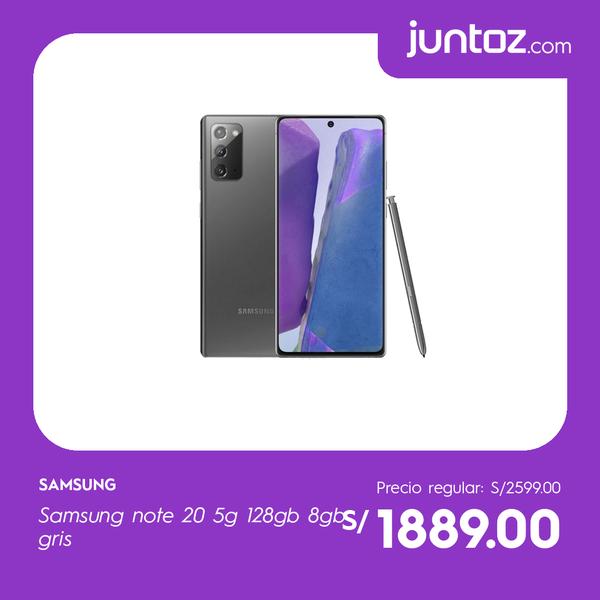 juntoz.com
SAMSUNG
SAMSUNG
Precio regular: S/2599.00
Samsung note 20 5g 128gb 8gb
gris
S/ 1889.00